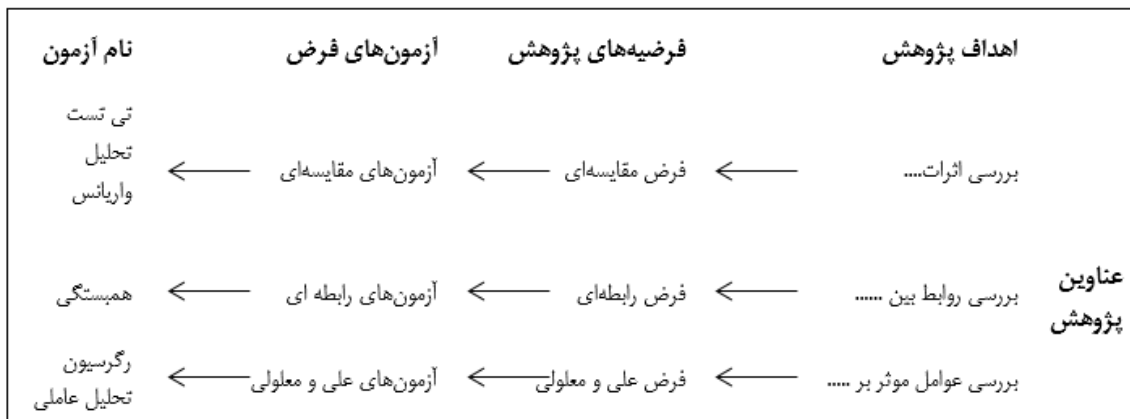 اهداف پژوهش فرضیه‌های پژوهش آزمون‌های فرض نام آزمون
بررسی اثرات.... فرض مقایسه‌ای آزمون‌های مقایسه‌ای تی تست
تحلیل
واریانس
عناوین
پژوهش
بررسی روابط بین ...... فرض رابطه‌ای آزمون‌های رابطه ای همبستگی
بررسی عوامل موثر بر ..... فرض علی و معلولی آزمون‌های علی و معلولی رگرسیون
تحلیل عاملی